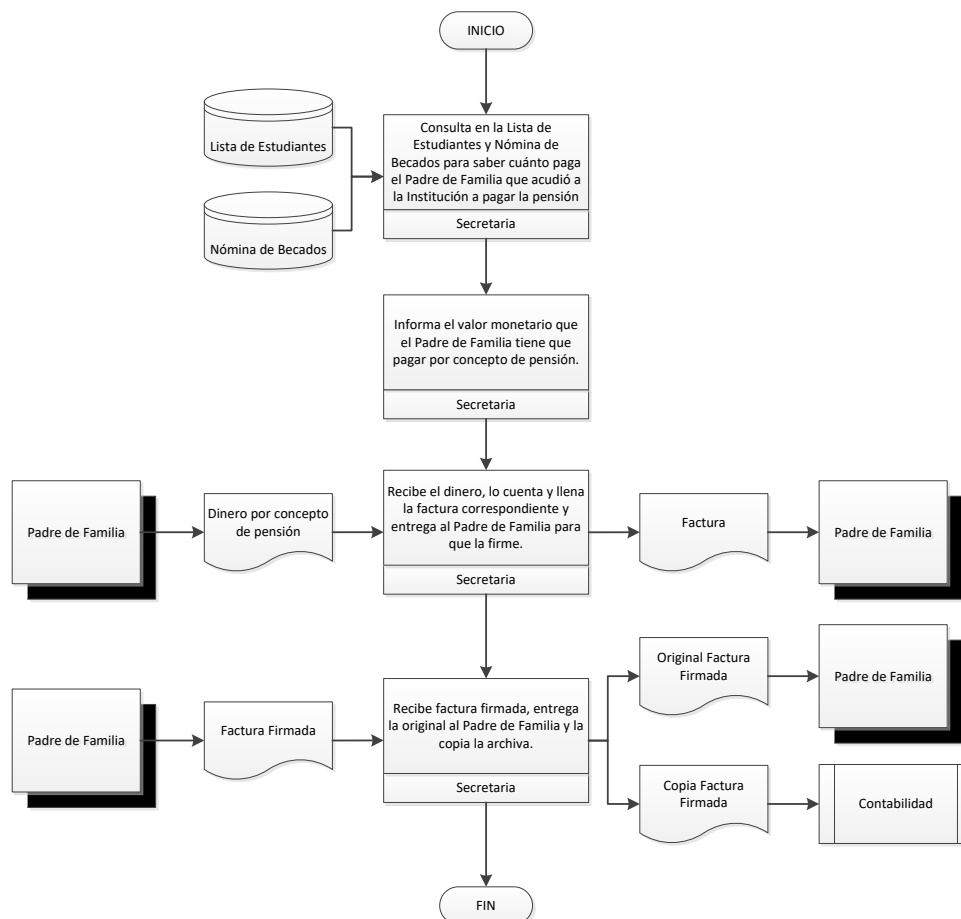 INICIO
Lista de Estudiantes
Nómina de Becados
Consulta en la Lista de
Estudiantes y Nómina de
Becados para saber cuánto paga
el Padre de Familia que acudió a
la Institución a pagar la pensión
Secretaria
Informa el valor monetario que
el Padre de Familia tiene que
pagar por concepto de pensión.
Secretaria
Padre de Familia
Dinero por concepto
de pensión
Recibe el dinero, lo cuenta y llena
la factura correspondiente y
entrega al Padre de Familia para
que la firme.
Secretaria
Factura
Padre de Familia
Padre de Familia
Factura Firmada
Recibe factura firmada, entrega
la original al Padre de Familia y la
copia la archiva.
Secretaria
Original Factura
Firmada
Padre de Familia
Copia Factura
Firmada
Contabilidad
FIN